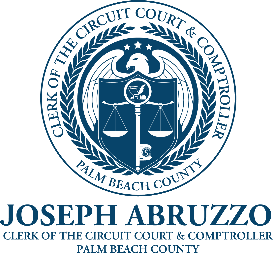 CLERK OF THE CIRCUIT COURT & COMPTROLLER
PALM BEACH COUNTY
JOSEPH ABRUZZO
CLERK OF THE CIRCUIT COURT & COMPTROLLER
PALM BEACH COUNTY